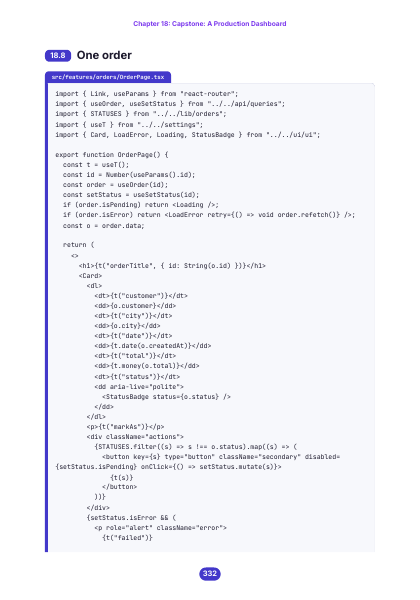 Chapter 18: Capstone: A Production Dashboard
18.8 One order
src/features/orders/OrderPage.tsx
import { Link, useParams } from "react-router";
import { useOrder, useSetStatus } from "../../api/queries";
import { STATUSES } from "../../lib/orders";
import { useT } from "../../settings";
import { Card, LoadError, Loading, StatusBadge } from "../../ui/ui";

export function OrderPage() {
  const t = useT();
  const id = Number(useParams().id);
  const order = useOrder(id);
  const setStatus = useSetStatus(id);
  if (order.isPending) return <Loading />;
  if (order.isError) return <LoadError retry={() => void order.refetch()} />;
  const o = order.data;

  return (
    <>
      <h1>{t("orderTitle", { id: String(o.id) })}</h1>
      <Card>
        <dl>
          <dt>{t("customer")}</dt>
          <dd>{o.customer}</dd>
          <dt>{t("city")}</dt>
          <dd>{o.city}</dd>
          <dt>{t("date")}</dt>
          <dd>{t.date(o.createdAt)}</dd>
          <dt>{t("total")}</dt>
          <dd>{t.money(o.total)}</dd>
          <dt>{t("status")}</dt>
          <dd aria-live="polite">
            <StatusBadge status={o.status} />
          </dd>
        </dl>
        <p>{t("markAs")}</p>
        <div className="actions">
          {STATUSES.filter((s) => s !== o.status).map((s) => (
            <button key={s} type="button" className="secondary" disabled=
{setStatus.isPending} onClick={() => setStatus.mutate(s)}>
              {t(s)}
            </button>
          ))}
        </div>
        {setStatus.isError && (
          <p role="alert" className="error">
            {t("failed")}
332